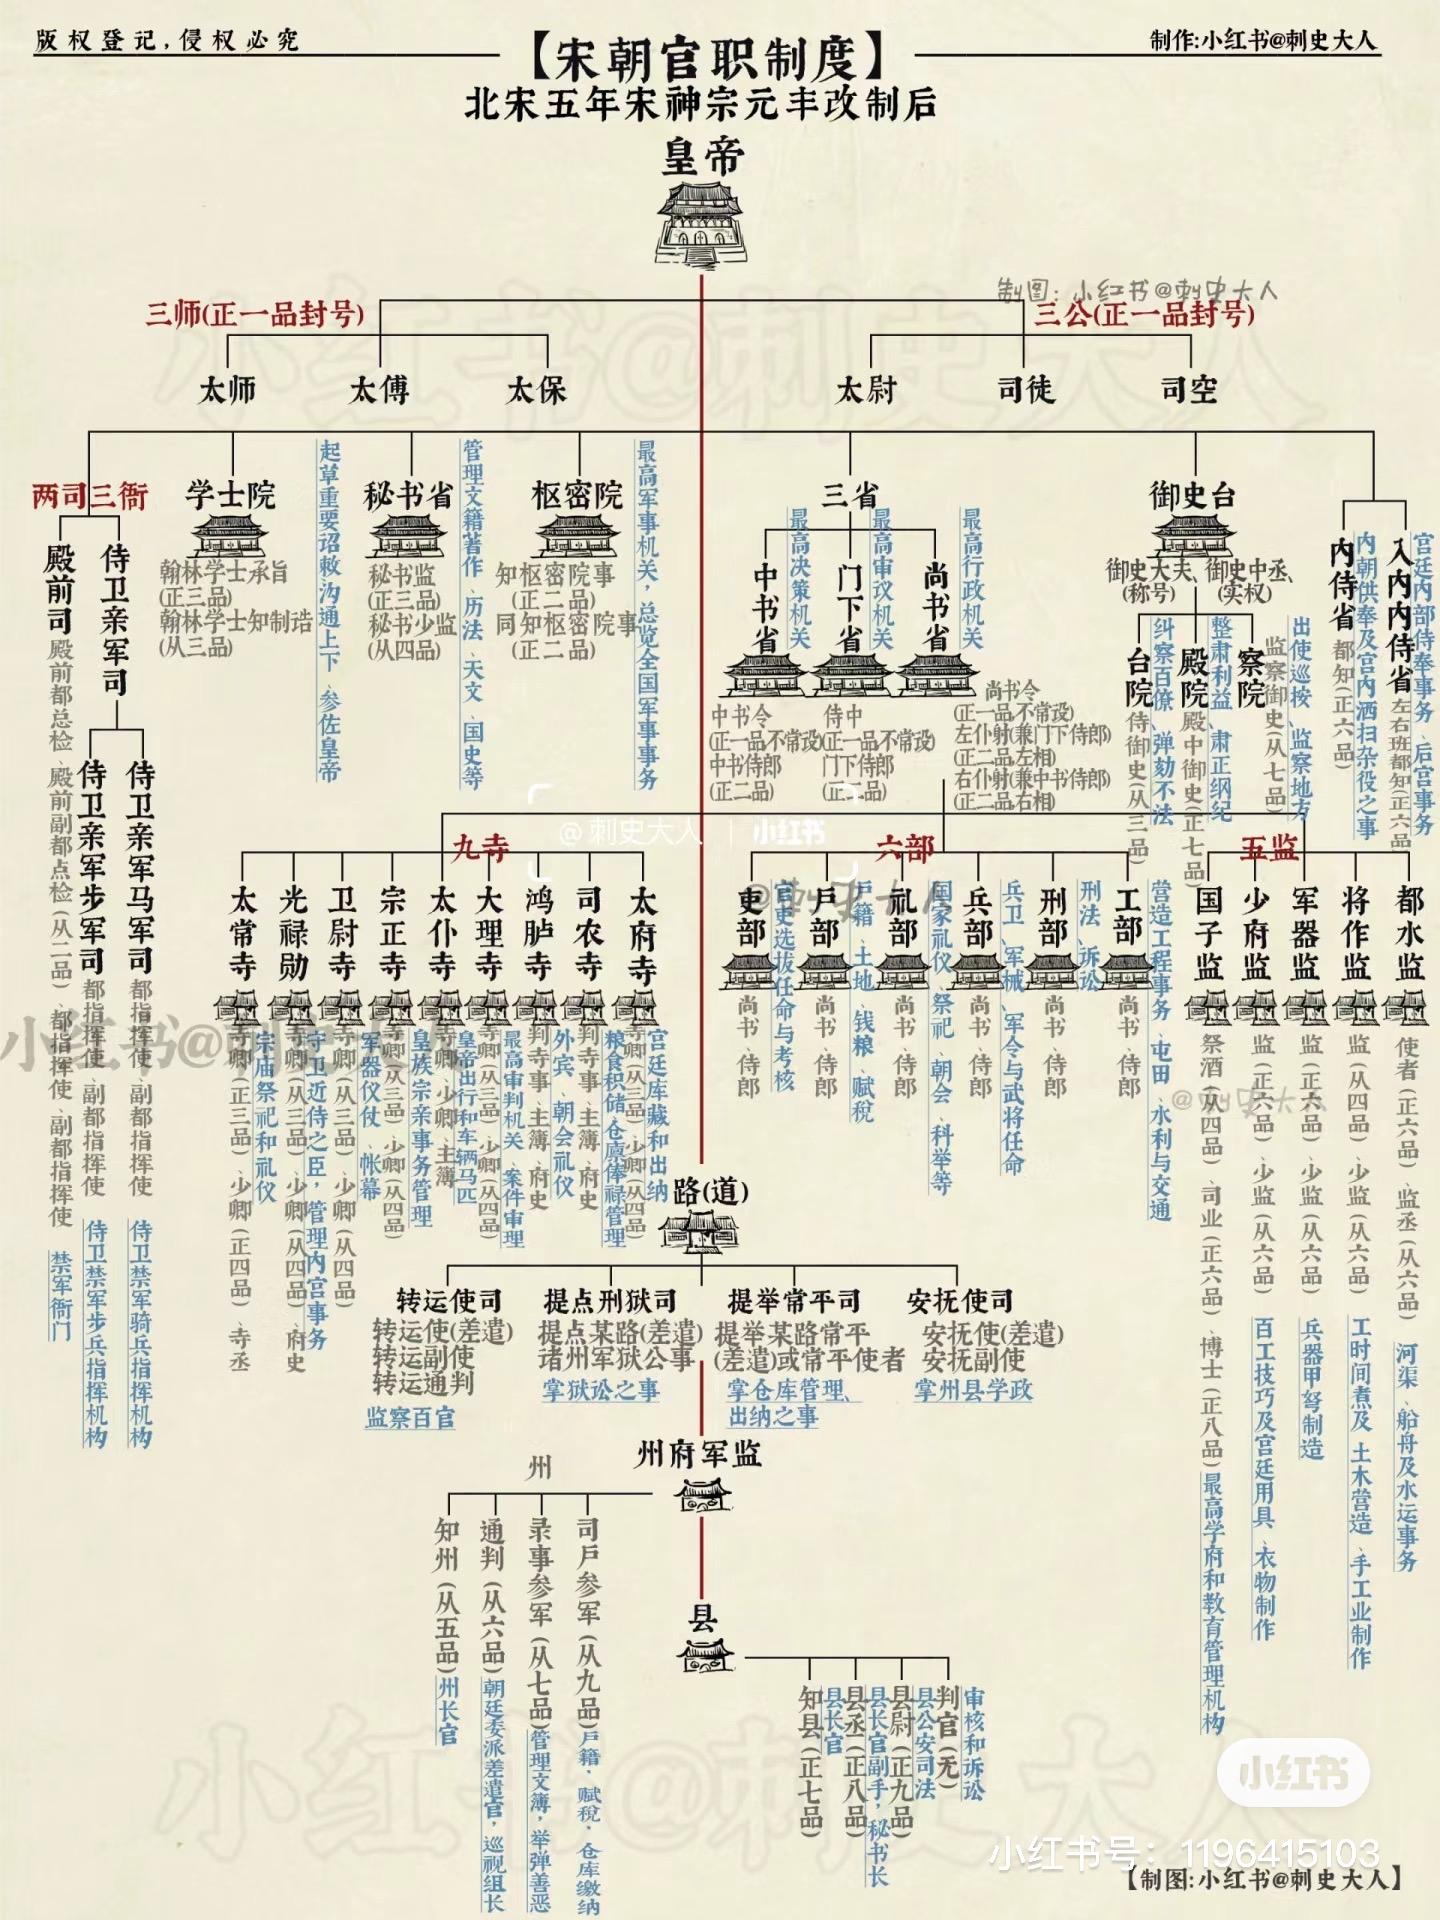 版权登记,侵权必究
制作:小红书@刺史大人
【宋朝官职制度】
北宋五年宋神宗元丰改制后
皇帝
制图:小红书@刺史大人
三师(正一品封号)
三公(正一品封号)
太师
太傅
太保
太尉
司徒
司空
两司三衙
殿前司
殿前都总检、殿前副都点检(从二品)、都指挥使、副都指挥使
禁军衙门
侍卫亲军司
侍卫亲军步军司
都指挥使、副都指挥使
侍卫禁军步兵指挥机构
侍卫亲军马军司
都指挥使、副都指挥使
侍卫禁军骑兵指挥机构
学士院
翰林学士承旨
(正三品)
翰林学士知制诰
(从三品)
起草重要诏敕、沟通上下、参佐皇帝
秘书省
秘书监
(正三品)
秘书少监
(从四品)
管理文籍著作、历法、天文、国史等
枢密院
知枢密院事
(正二品)
同知枢密院事
(正二品)
最高军事机关,总览全国军事事务
三省
中书省
最高决策机关
中书令
(正一品,不常设)
中书侍郎
(正二品)
门下省
最高审议机关
侍中
(正一品,不常设)
门下侍郎
(正二品)
尚书省
最高行政机关
尚书令
(正一品,不常设)
左仆射(兼门下侍郎)
(正二品,左相)
右仆射(兼中书侍郎)
(正二品,右相)
御史台
御史大夫、御史中丞、
(称号)
(实权)
台院
侍御史(从三品)
纠察百僚、弹劾不法
殿院
殿中御史(正七品)
整肃利益、肃正纲纪
察院
监察御史(从七品)
出使巡按、监察地方
内侍省
都知(正六品)
内朝供奉及宫内洒扫杂役之事
入内内侍省
左右班都知(正六品)
宫廷内部侍奉事务、后宫事务
@刺史大人 | 小红书
九寺
太常寺
寺卿(正三品)、少卿(正四品)、寺丞
宗庙祭祀和礼仪
光禄勋
寺卿(从三品)、少卿(从四品)、府史
守卫近侍之臣,管理内宫事务
卫尉寺
寺卿(从三品)、少卿(从四品)
军器仪仗、帐幕
宗正寺
寺卿(从三品)、少卿(从四品)
皇族宗亲事务管理
太仆寺
寺卿、少卿、主簿
皇帝出行和车辆马匹
大理寺
寺卿(从三品)、少卿(从四品)
最高审判机关、案件审理
鸿胪寺
判寺事、主簿、府史
外宾、朝会礼仪
司农寺
判寺事、主簿、府史
粮食积储、仓廪俸禄管理
太府寺
寺卿(从三品)、少卿(从四品)
宫廷库藏和出纳
六部
吏部
尚书、侍郎
官吏选拔任命与考核
户部
尚书、侍郎
户籍、土地、钱粮、赋税
礼部
尚书、侍郎
国家礼仪、祭祀、朝会、科举等
兵部
尚书、侍郎
兵卫、军械、军令与武将任命
刑部
尚书、侍郎
刑法、诉讼
工部
尚书、侍郎
营造工程事务、屯田、水利与交通
五监
国子监
祭酒(从四品)、司业(正六品)、博士(正八品)
最高学府和教育管理机构
少府监
监(正六品)、少监(从六品)
百工技巧及宫廷用具、衣物制作
军器监
监(正六品)、少监(从六品)
兵器甲弩制造
将作监
监(从四品)、少监(从六品)
工时间煮及土木营造、手工业制作
都水监
使者(正六品)、监丞(从六品)
河渠、船舟及水运事务
@刺史大人
@刺史大人
小红书@刺史大人
路(道)
转运使司
转运使(差遣)
转运副使
转运通判
监察百官
提点刑狱司
提点某路(差遣)
诸州军狱公事
掌狱讼之事
提举常平司
提举某路常平
(差遣)或常平使者
掌仓库管理、
出纳之事
安抚使司
安抚使(差遣)
安抚副使
掌州县学政
州府军监
州
知州(从五品)
州长官
通判(从六品)
朝廷委派差遣官,巡视组长
录事参军(从七品)
管理文簿,举弹善恶
司户参军(从九品)
户籍、赋税、仓库缴纳
县
知县(正七品)
县长官
县丞(正八品)
县长官副手,秘书长
县尉(正九品)
县公安司法
判官(无)
审核和诉讼
小红书@刺史大人
小红书@刺史大人
小红书
小红书号：1196415103
【制图:小红书@刺史大人】